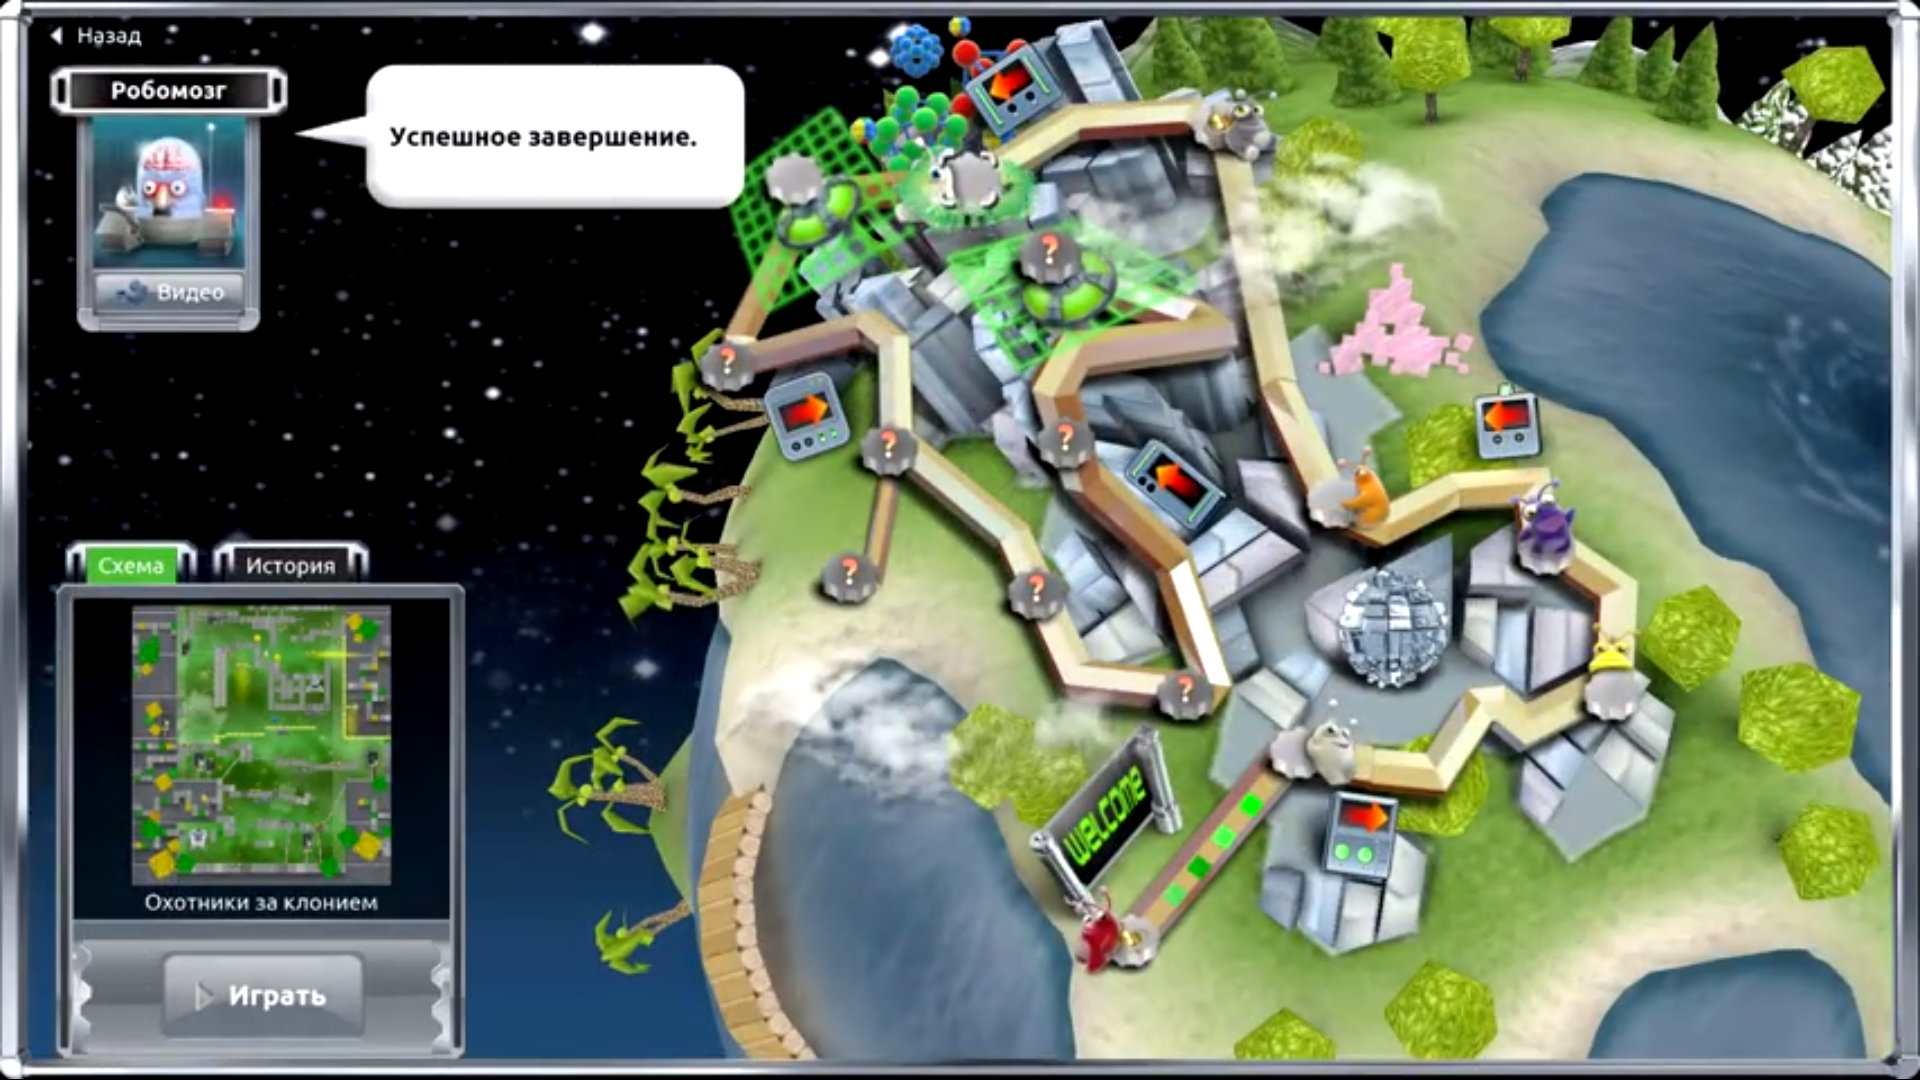 Назад
Робомозг
Успешное завершение.
Видео
Схема
История
Охотники за клонием
Играть
welcome
?
?
?
?
?
?
?